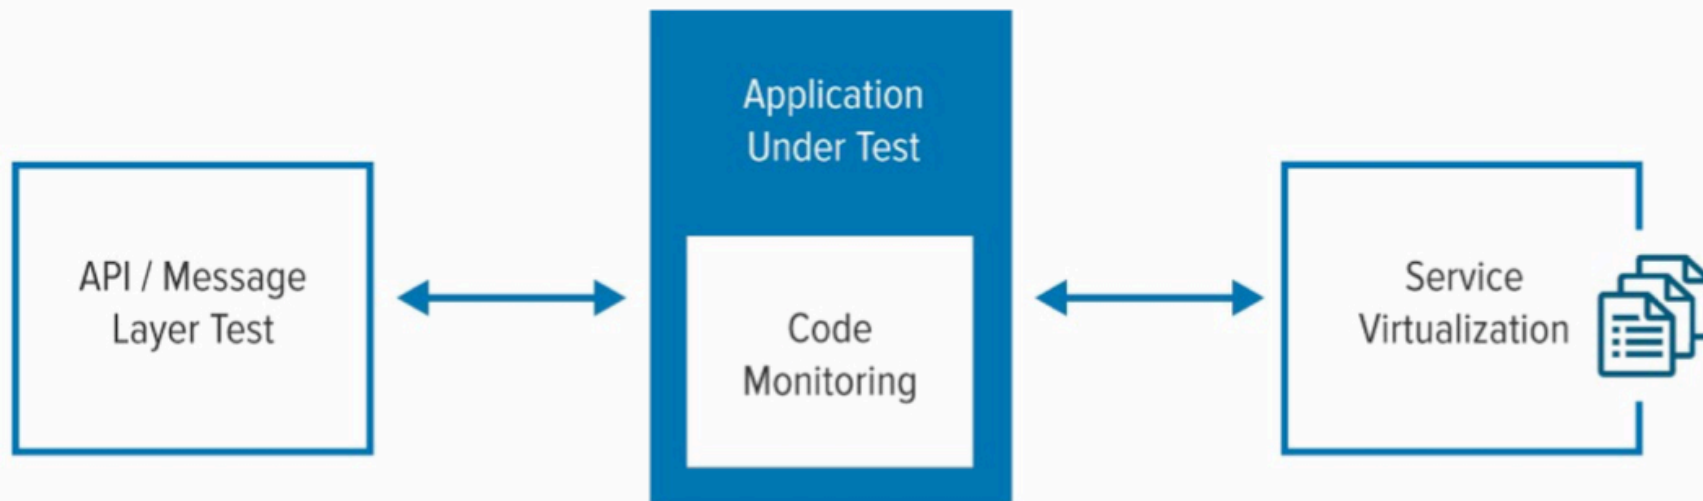 API / Message
Layer Test
Application
Under Test
Code
Monitoring
Service
Virtualization